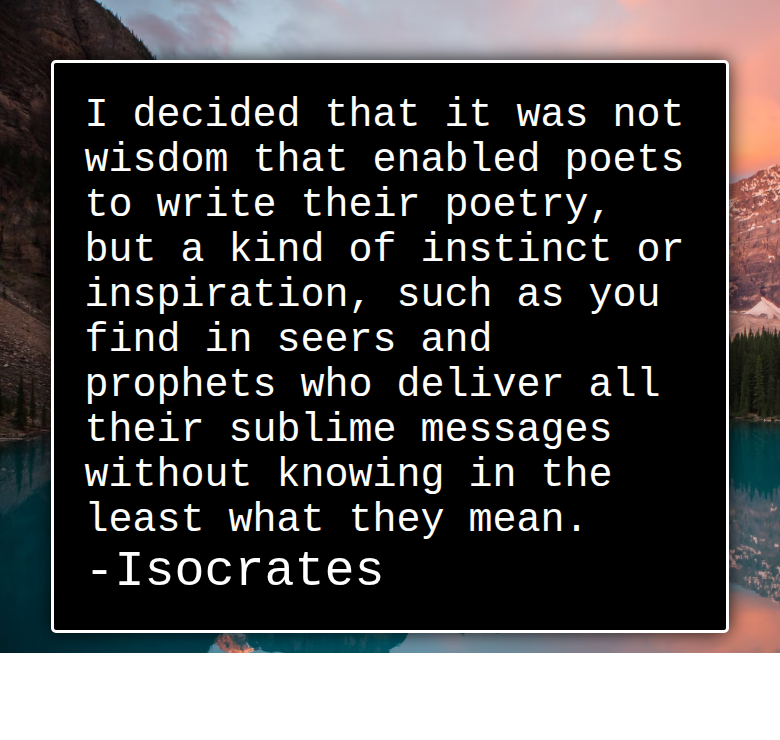 I decided that it was not
wisdom that enabled poets
to write their poetry,
but a kind of instinct or
inspiration, such as you
find in seers and
prophets who deliver all
their sublime messages
without knowing in the
least what they mean.
-Isocrates